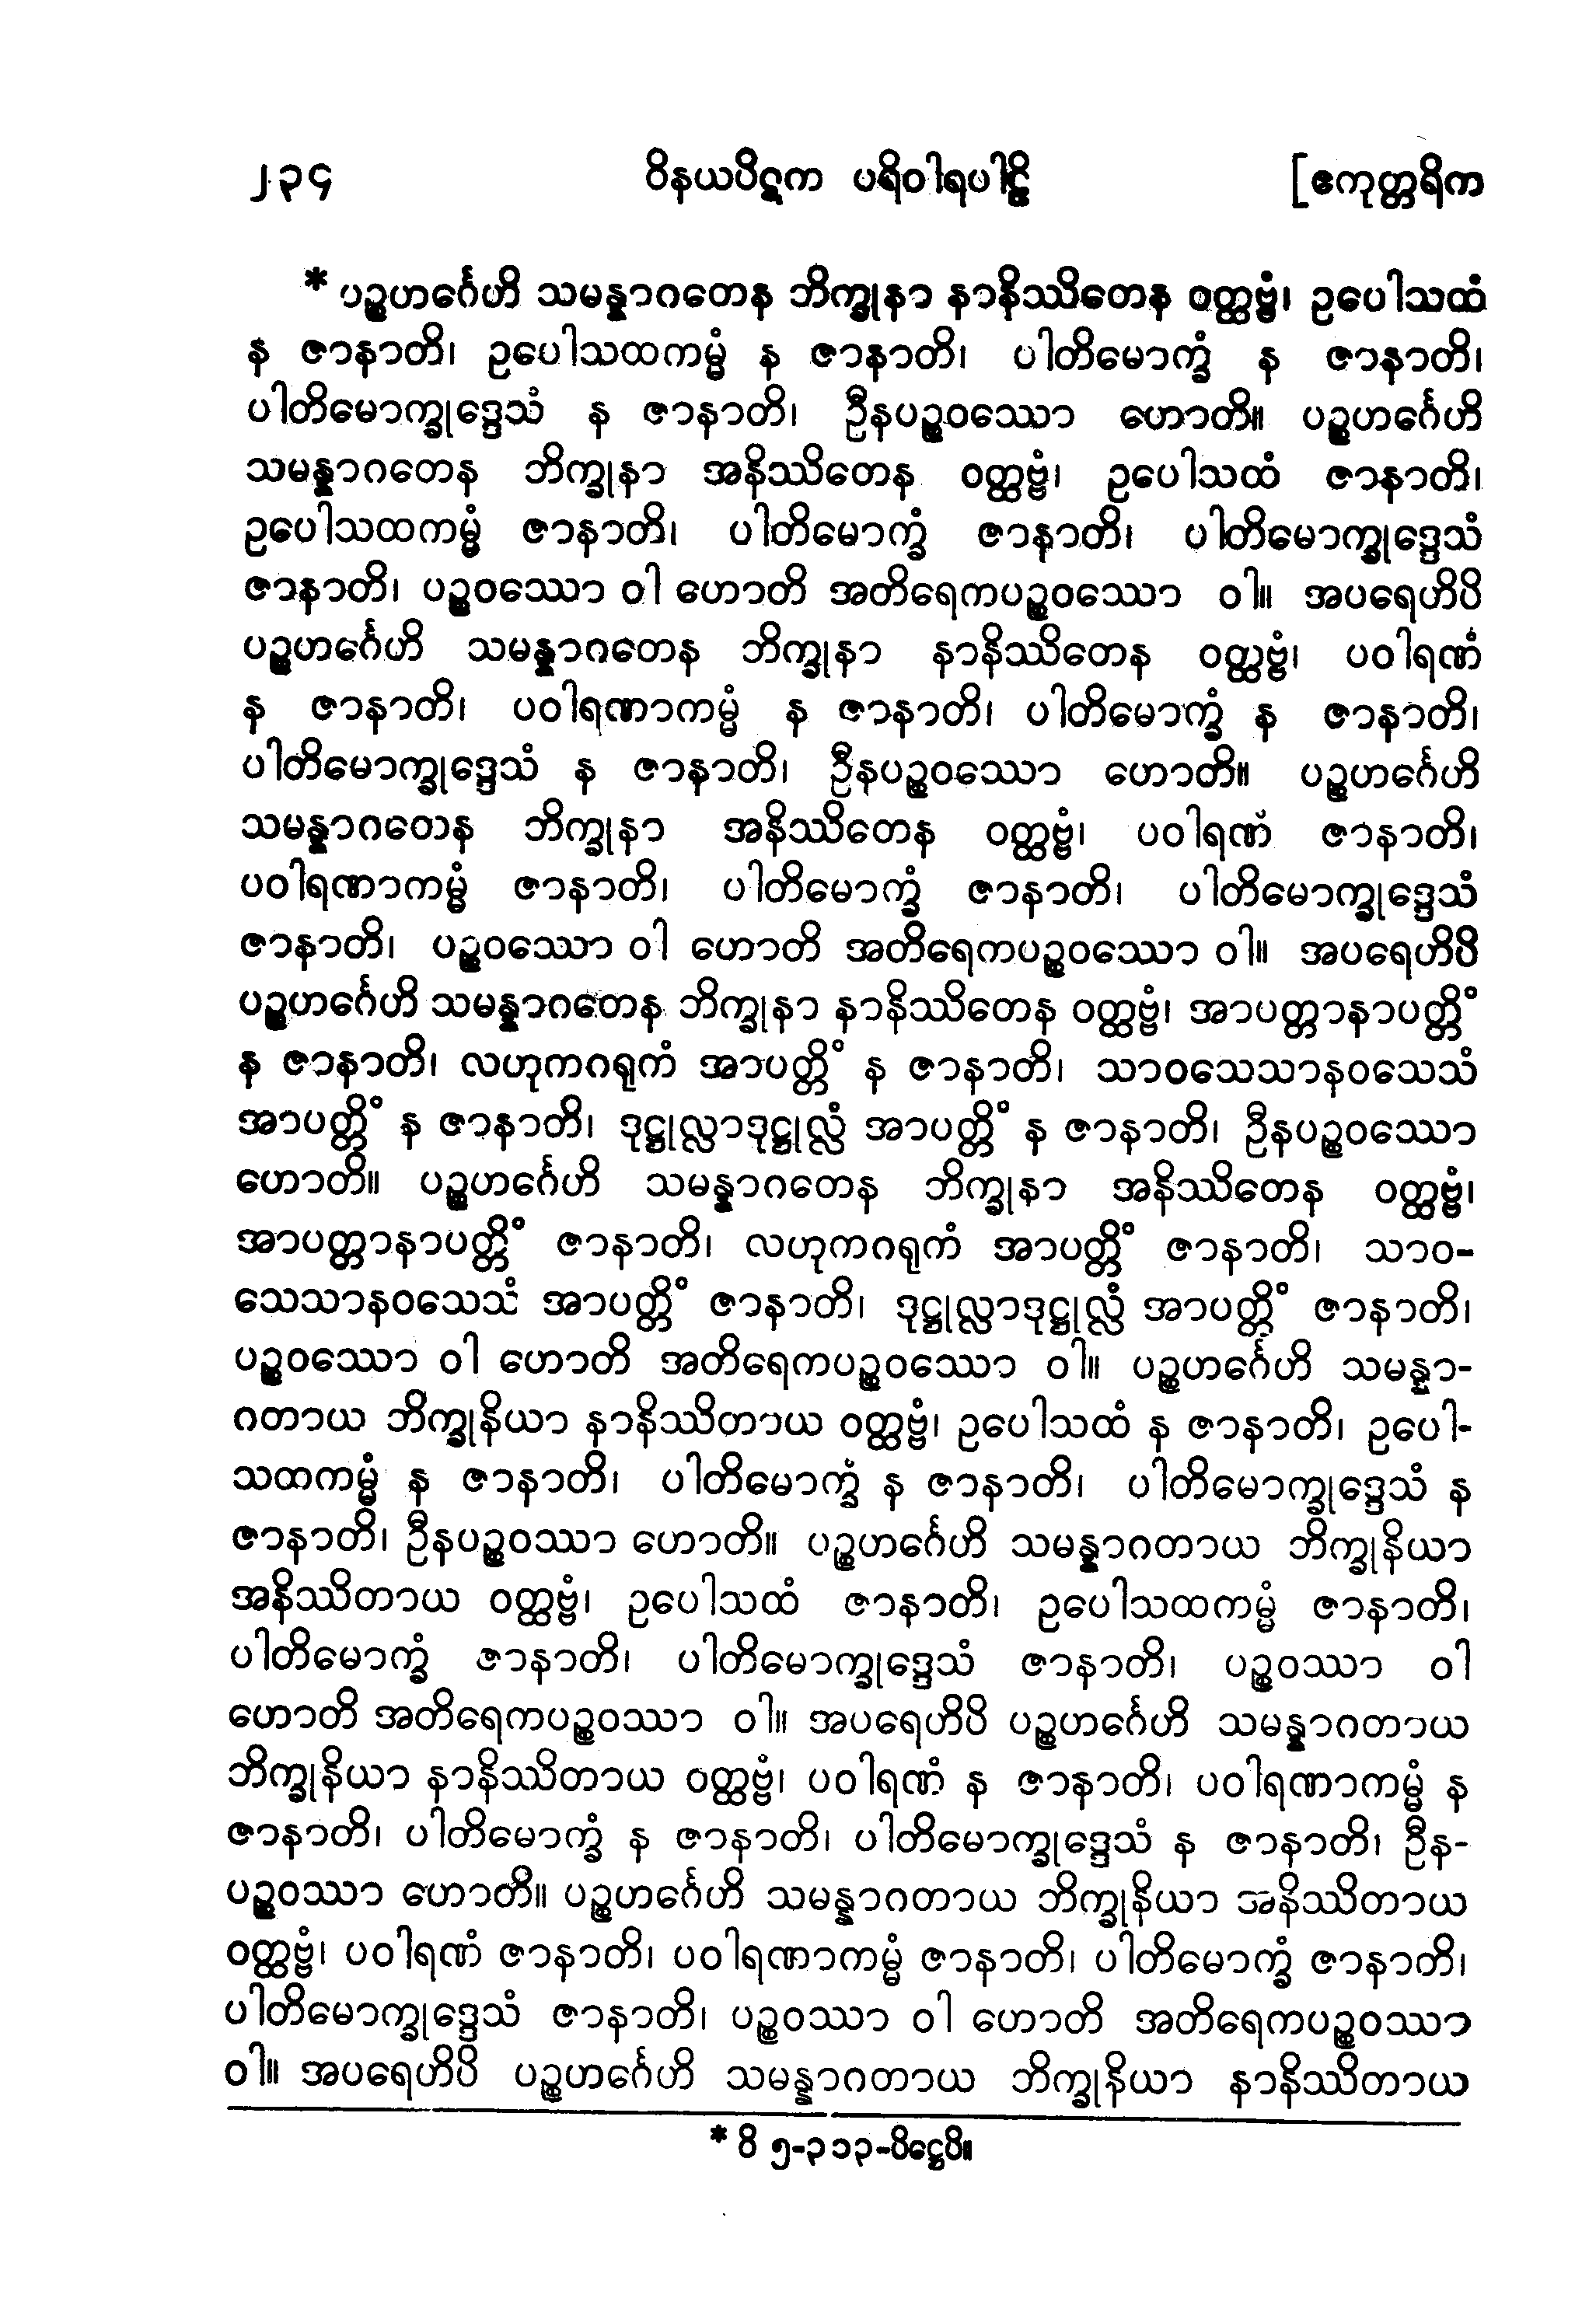 ၂၃၄ ဝိနယပိဋက ပရိဝါရပါဠိ [ဧကုတ္တရိက
* ပဉ္စဟင်္ဂေဟိ သမန္နာဂတေန ဘိက္ခုနာ နာနိဿိတေန ဝတ္ထဗ္ဗံ၊ ဥပေါသထံ
န ဇာနာတိ၊ ဥပေါသထကမ္မံ န ဇာနာတိ၊ ပါတိမောက္ခံ န ဇာနာတိ၊
ပါတိမောက္ခုဒ္ဒေသံ န ဇာနာတိ၊ ဦနပဉ္စဝဿော ဟောတိ။ ပဉ္စဟင်္ဂေဟိ
သမန္နာဂတေန ဘိက္ခုနာ အနိဿိတေန ဝတ္ထဗ္ဗံ၊ ဥပေါသထံ ဇာနာတိ၊
ဥပေါသထကမ္မံ ဇာနာတိ၊ ပါတိမောက္ခံ ဇာနာတိ၊ ပါတိမောက္ခုဒ္ဒေသံ
ဇာနာတိ၊ ပဉ္စဝဿော ဝါ ဟောတိ အတိရေကပဉ္စဝဿော ဝါ။ အပရေဟိပိ
ပဉ္စဟင်္ဂေဟိ သမန္နာဂတေန ဘိက္ခုနာ နာနိဿိတေန ဝတ္ထဗ္ဗံ၊ ပဝါရဏံ
န ဇာနာတိ၊ ပဝါရဏာကမ္မံ န ဇာနာတိ၊ ပါတိမောက္ခံ န ဇာနာတိ၊
ပါတိမောက္ခုဒ္ဒေသံ န ဇာနာတိ၊ ဦနပဉ္စဝဿော ဟောတိ။ ပဉ္စဟင်္ဂေဟိ
သမန္နာဂတေန ဘိက္ခုနာ အနိဿိတေန ဝတ္ထဗ္ဗံ၊ ပဝါရဏံ ဇာနာတိ၊
ပဝါရဏာကမ္မံ ဇာနာတိ၊ ပါတိမောက္ခံ ဇာနာတိ၊ ပါတိမောက္ခုဒ္ဒေသံ
ဇာနာတိ၊ ပဉ္စဝဿော ဝါ ဟောတိ အတိရေကပဉ္စဝဿော ဝါ။ အပရေဟိပိ
ပဉ္စဟင်္ဂေဟိ သမန္နာဂတေန ဘိက္ခုနာ နာနိဿိတေန ဝတ္ထဗ္ဗံ၊ အာပတ္တာနာပတ္တိံ
န ဇာနာတိ၊ လဟုကဂရုကံ အာပတ္တိံ န ဇာနာတိ၊ သာဝသေသာနဝသေသံ
အာပတ္တိံ န ဇာနာတိ၊ ဒုဋ္ဌုလ္လာဒုဋ္ဌုလ္လံ အာပတ္တိံ န ဇာနာတိ၊ ဦနပဉ္စဝဿော
ဟောတိ။ ပဉ္စဟင်္ဂေဟိ သမန္နာဂတေန ဘိက္ခုနာ အနိဿိတေန ဝတ္ထဗ္ဗံ၊
အာပတ္တာနာပတ္တိံ ဇာနာတိ၊ လဟုကဂရုကံ အာပတ္တိံ ဇာနာတိ၊ သာဝ-
သေသာနဝသေသံ အာပတ္တိံ ဇာနာတိ၊ ဒုဋ္ဌုလ္လာဒုဋ္ဌုလ္လံ အာပတ္တိံ ဇာနာတိ၊
ပဉ္စဝဿော ဝါ ဟောတိ အတိရေကပဉ္စဝဿော ဝါ။ ပဉ္စဟင်္ဂေဟိ သမန္နာ-
ဂတာယ ဘိက္ခုနိယာ နာနိဿိတာယ ဝတ္ထဗ္ဗံ၊ ဥပေါသထံ န ဇာနာတိ၊ ဥပေါ-
သထကမ္မံ န ဇာနာတိ၊ ပါတိမောက္ခံ န ဇာနာတိ၊ ပါတိမောက္ခုဒ္ဒေသံ န
ဇာနာတိ၊ ဦနပဉ္စဝဿာ ဟောတိ။ ပဉ္စဟင်္ဂေဟိ သမန္နာဂတာယ ဘိက္ခုနိယာ
အနိဿိတာယ ဝတ္ထဗ္ဗံ၊ ဥပေါသထံ ဇာနာတိ၊ ဥပေါသထကမ္မံ ဇာနာတိ၊
ပါတိမောက္ခံ ဇာနာတိ၊ ပါတိမောက္ခုဒ္ဒေသံ ဇာနာတိ၊ ပဉ္စဝဿာ ဝါ
ဟောတိ အတိရေကပဉ္စဝဿာ ဝါ။ အပရေဟိပိ ပဉ္စဟင်္ဂေဟိ သမန္နာဂတာယ
ဘိက္ခုနိယာ နာနိဿိတာယ ဝတ္ထဗ္ဗံ၊ ပဝါရဏံ န ဇာနာတိ၊ ပဝါရဏာကမ္မံ န
ဇာနာတိ၊ ပါတိမောက္ခံ န ဇာနာတိ၊ ပါတိမောက္ခုဒ္ဒေသံ န ဇာနာတိ၊ ဦန-
ပဉ္စဝဿာ ဟောတိ။ ပဉ္စဟင်္ဂေဟိ သမန္နာဂတာယ ဘိက္ခုနိယာ အနိဿိတာယ
ဝတ္ထဗ္ဗံ၊ ပဝါရဏံ ဇာနာတိ၊ ပဝါရဏာကမ္မံ ဇာနာတိ၊ ပါတိမောက္ခံ ဇာနာတိ၊
ပါတိမောက္ခုဒ္ဒေသံ ဇာနာတိ၊ ပဉ္စဝဿာ ဝါ ဟောတိ အတိရေကပဉ္စဝဿာ
ဝါ။ အပရေဟိပိ ပဉ္စဟင်္ဂေဟိ သမန္နာဂတာယ ဘိက္ခုနိယာ နာနိဿိတာယ
* ဝိ ၅-၃၁၃-ပိဋ္ဌေပိ။